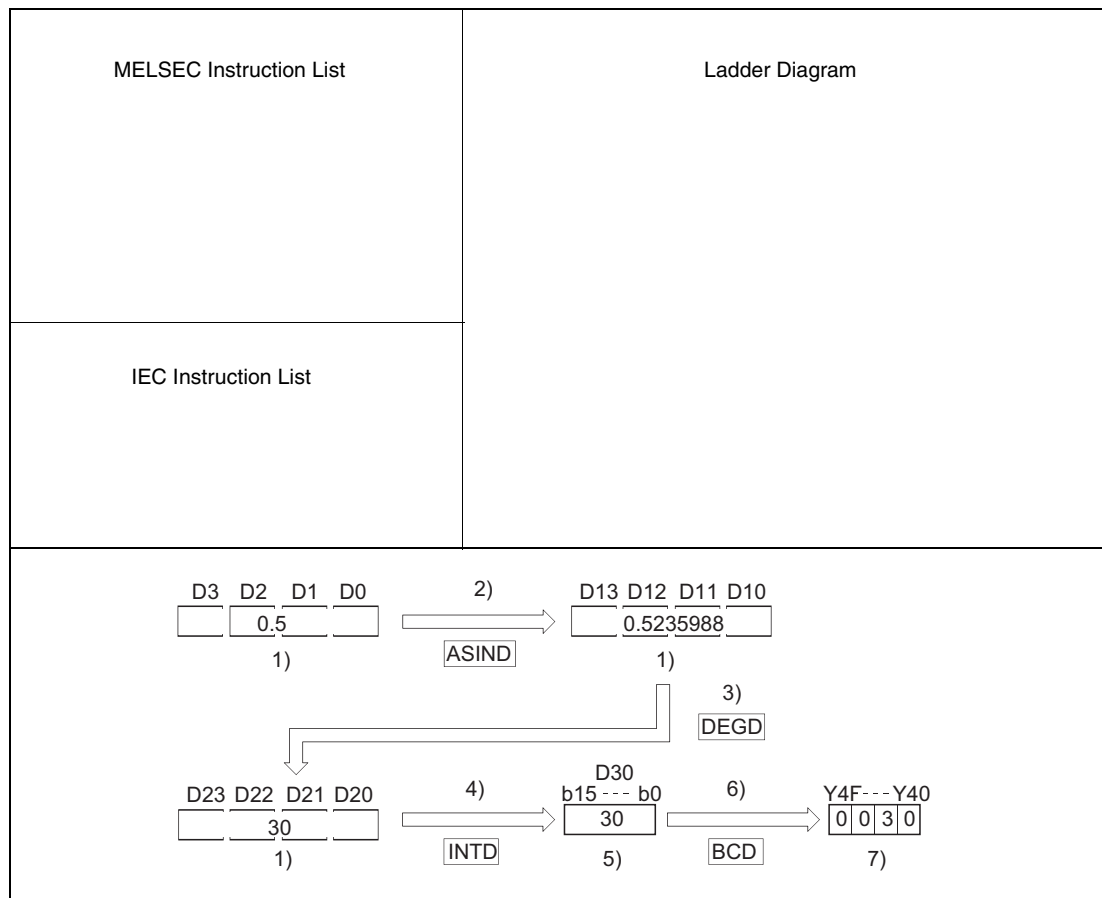 MELSEC Instruction List
Ladder Diagram
IEC Instruction List
D3 D2 D1 D0
0.5
1)
2)
ASIND
D13 D12 D11 D10
0.5235988
1)
3)
DEGD
D23 D22 D21 D20
30
1)
4)
INTD
D30
b15 --- b0
30
5)
6)
BCD
Y4F---Y40
0 0 3 0
7)